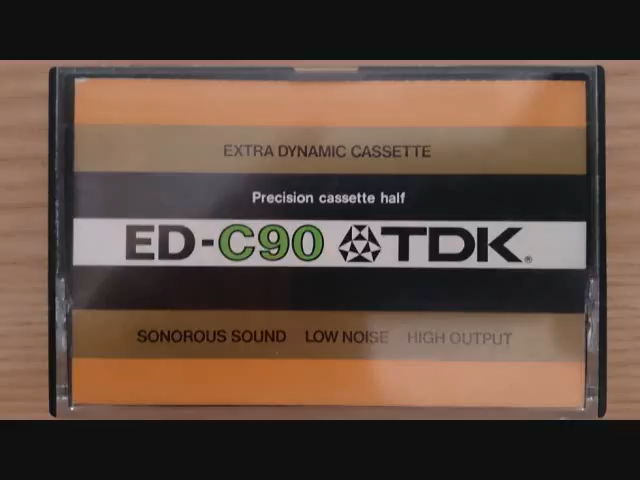 EXTRA DYNAMIC CASSETTE
Precision cassette half
ED-C90 TDK®
SONOROUS SOUND LOW NOISE HIGH OUTPUT